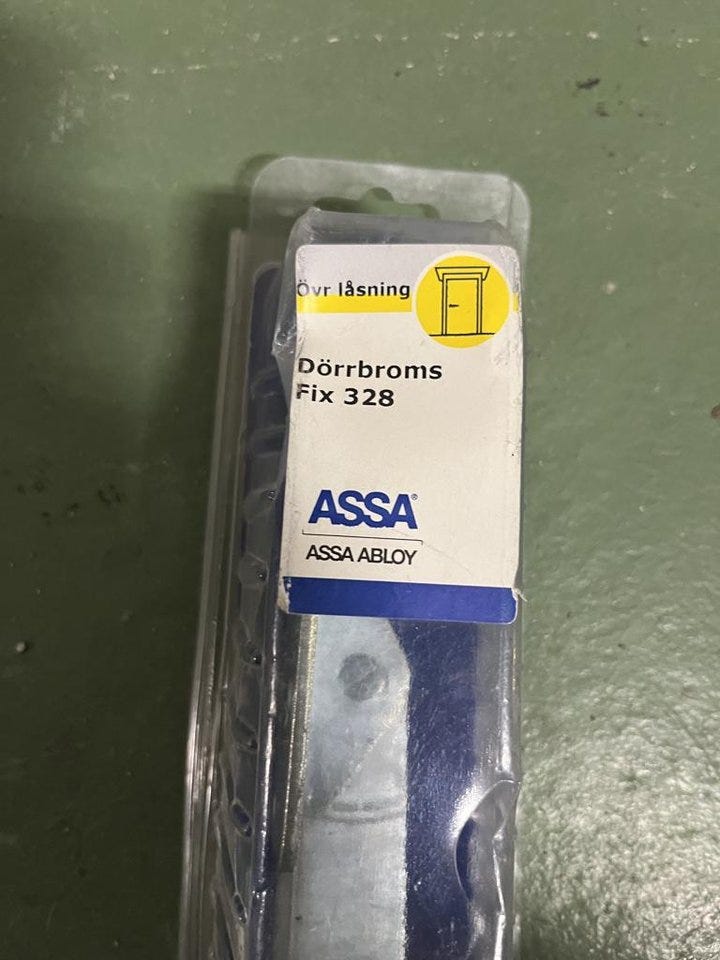 Övr låsning
Dörrbroms
Fix 328
ASSA®
ASSA ABLOY